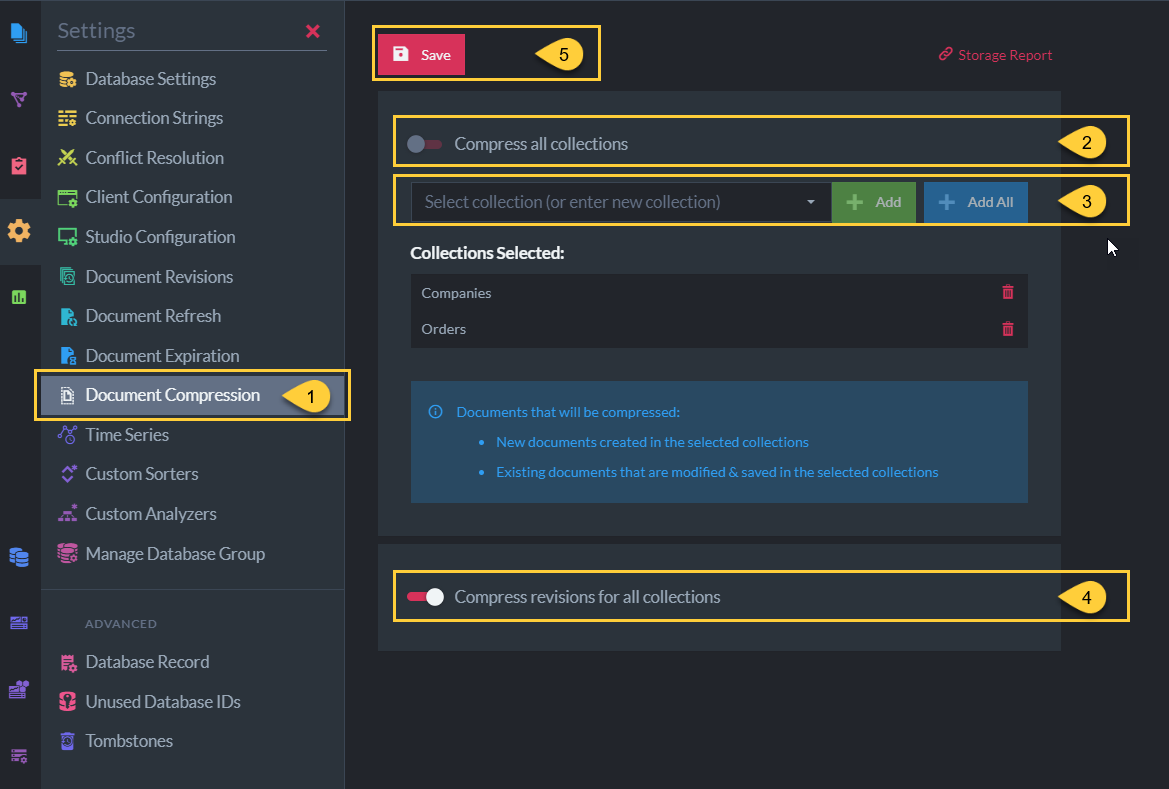 Settings
Database Settings
Connection Strings
Conflict Resolution
Client Configuration
Studio Configuration
Document Revisions
Document Refresh
Document Expiration
Document Compression
1
Time Series
Custom Sorters
Custom Analyzers
Manage Database Group
ADVANCED
Database Record
Unused Database IDs
Tombstones
Save
5
Storage Report
Compress all collections
2
Select collection (or enter new collection)
Add
Add All
3
Collections Selected:
Companies
Orders
Documents that will be compressed:
• New documents created in the selected collections
• Existing documents that are modified & saved in the selected collections
Compress revisions for all collections
4